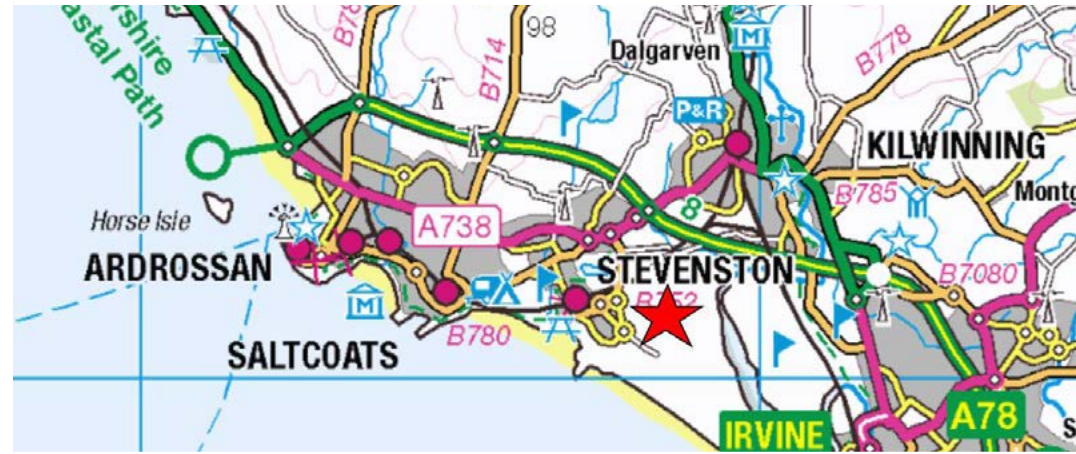 rshire
astal Path
B714
98
Dalgarven
B778
P&R
KILWINNING
B785
Montg
Horse Isle
A738
8
ARDROSSAN
STEVENSTON
B7080
B780
SALTCOATS
IRVINE
A78
S